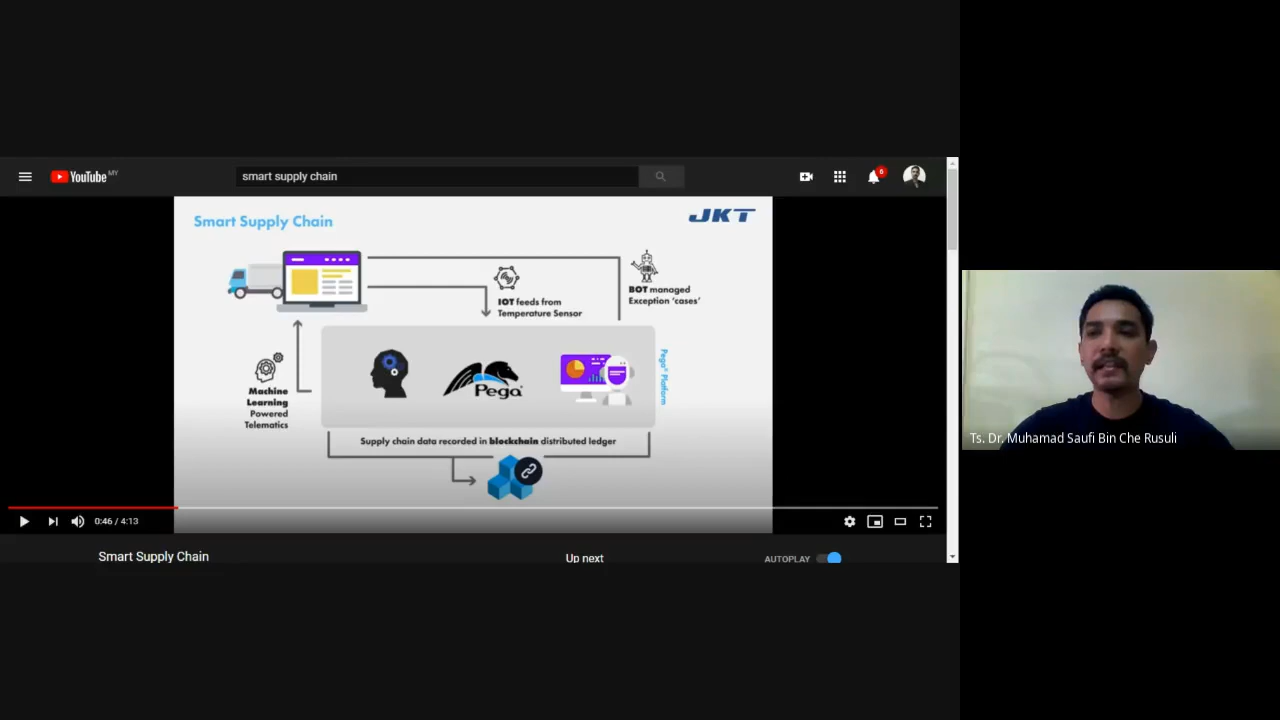 YouTube MY
smart supply chain
6
Smart Supply Chain
JKT
IOT feeds from
Temperature Sensor
BOT managed
Exception 'cases'
Machine
Learning
Powered
Telematics
Pega
Pega® Platform
Supply chain data recorded in blockchain distributed ledger
0:46 / 4:13
Smart Supply Chain
Up next
AUTOPLAY
Ts. Dr. Muhamad Saufi Bin Che Rusuli